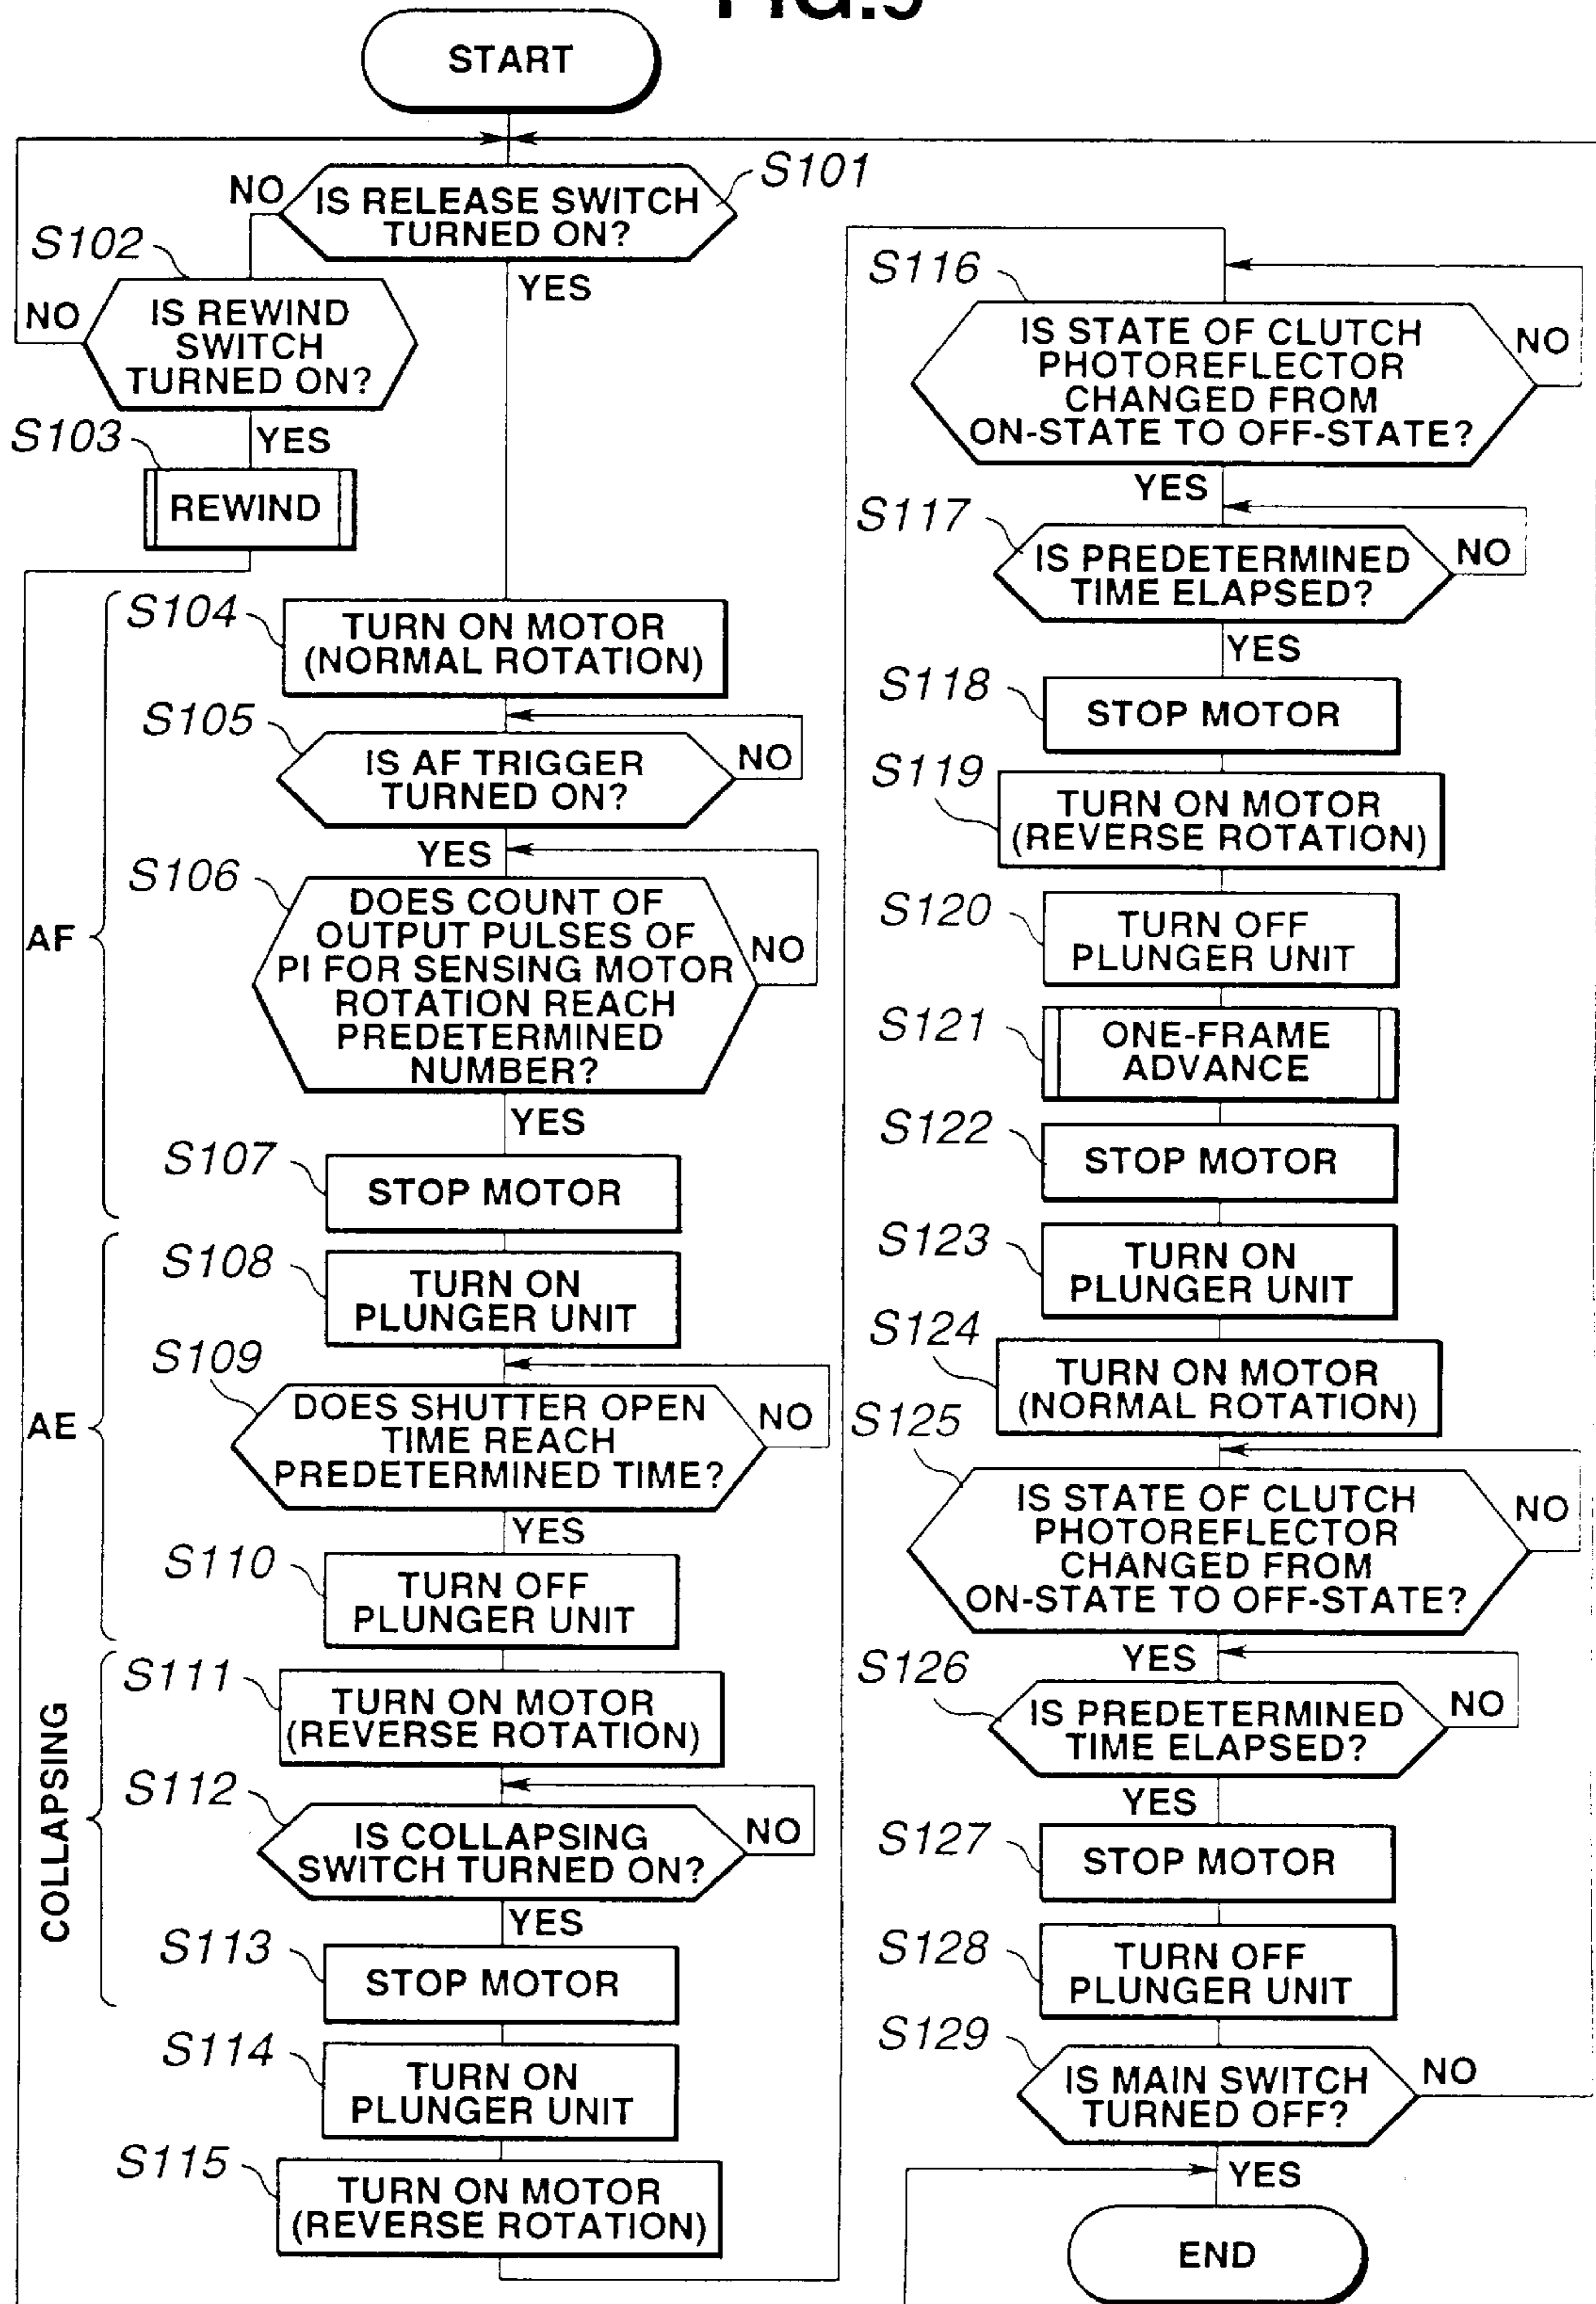 FIG.9
START
S101
NO
IS RELEASE SWITCH
TURNED ON?
YES
S102
NO
IS REWIND
SWITCH
TURNED ON?
YES
S103
REWIND
AF
S104
TURN ON MOTOR
(NORMAL ROTATION)
S105
IS AF TRIGGER
TURNED ON?
NO
YES
S106
DOES COUNT OF
OUTPUT PULSES OF
PI FOR SENSING MOTOR
ROTATION REACH
PREDETERMINED
NUMBER?
NO
YES
S107
STOP MOTOR
AE
S108
TURN ON
PLUNGER UNIT
S109
DOES SHUTTER OPEN
TIME REACH
PREDETERMINED TIME?
NO
YES
S110
TURN OFF
PLUNGER UNIT
COLLAPSING
S111
TURN ON MOTOR
(REVERSE ROTATION)
S112
IS COLLAPSING
SWITCH TURNED ON?
NO
YES
S113
STOP MOTOR
S114
TURN ON
PLUNGER UNIT
S115
TURN ON MOTOR
(REVERSE ROTATION)
S116
IS STATE OF CLUTCH
PHOTOREFLECTOR
CHANGED FROM
ON-STATE TO OFF-STATE?
NO
YES
S117
IS PREDETERMINED
TIME ELAPSED?
NO
YES
S118
STOP MOTOR
S119
TURN ON MOTOR
(REVERSE ROTATION)
S120
TURN OFF
PLUNGER UNIT
S121
ONE-FRAME
ADVANCE
S122
STOP MOTOR
S123
TURN ON
PLUNGER UNIT
S124
TURN ON MOTOR
(NORMAL ROTATION)
S125
IS STATE OF CLUTCH
PHOTOREFLECTOR
CHANGED FROM
ON-STATE TO OFF-STATE?
NO
YES
S126
IS PREDETERMINED
TIME ELAPSED?
NO
YES
S127
STOP MOTOR
S128
TURN OFF
PLUNGER UNIT
S129
IS MAIN SWITCH
TURNED OFF?
NO
YES
END